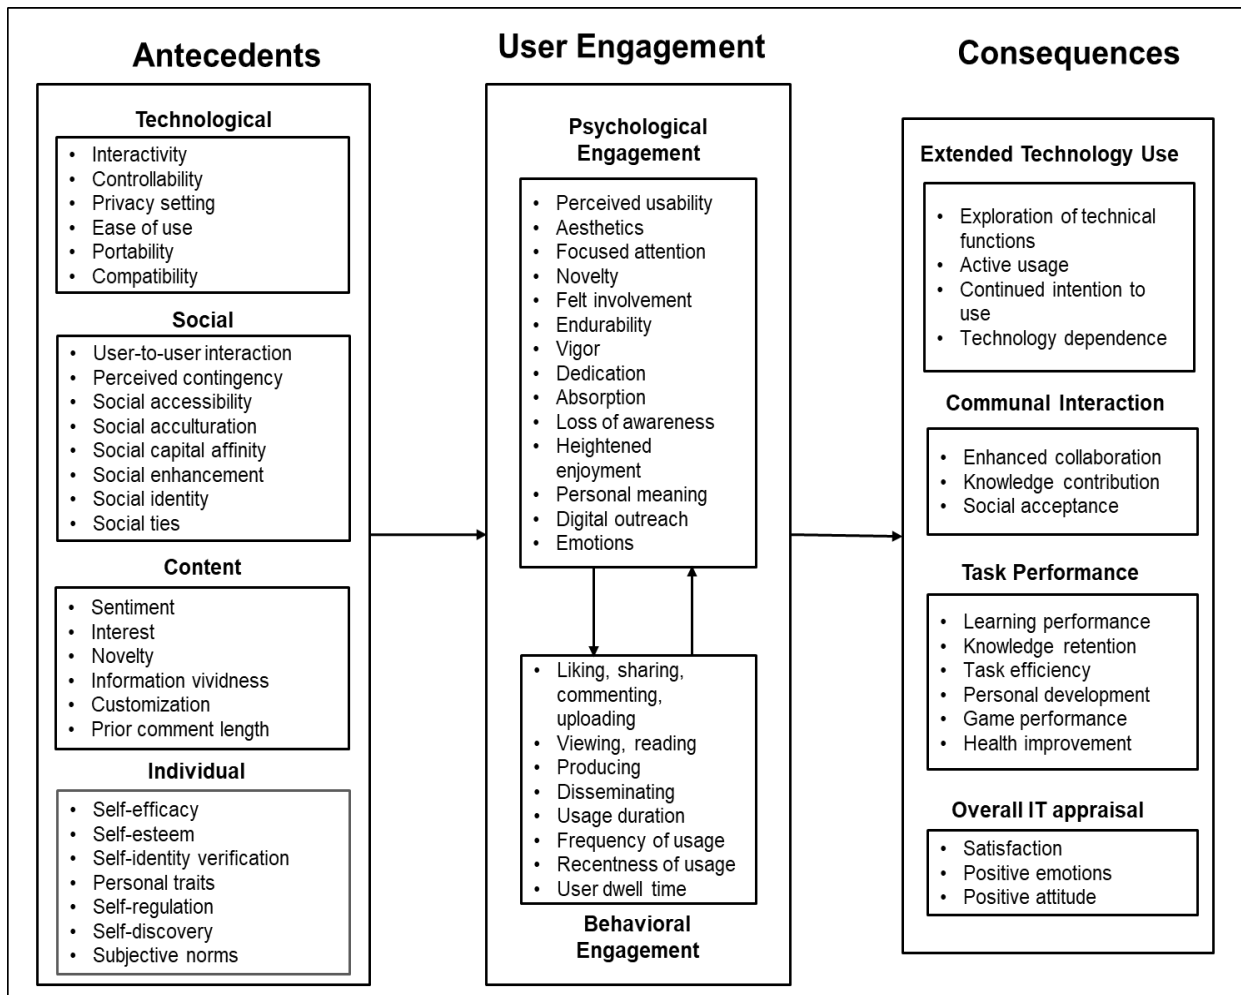 Antecedents
Technological
• Interactivity
• Controllability
• Privacy setting
• Ease of use
• Portability
• Compatibility
Social
• User-to-user interaction
• Perceived contingency
• Social accessibility
• Social acculturation
• Social capital affinity
• Social enhancement
• Social identity
• Social ties
Content
• Sentiment
• Interest
• Novelty
• Information vividness
• Customization
• Prior comment length
Individual
• Self-efficacy
• Self-esteem
• Self-identity verification
• Personal traits
• Self-regulation
• Self-discovery
• Subjective norms
User Engagement
Psychological
Engagement
• Perceived usability
• Aesthetics
• Focused attention
• Novelty
• Felt involvement
• Endurability
• Vigor
• Dedication
• Absorption
• Loss of awareness
• Heightened
enjoyment
• Personal meaning
• Digital outreach
• Emotions
• Liking, sharing,
commenting,
uploading
• Viewing, reading
• Producing
• Disseminating
• Usage duration
• Frequency of usage
• Recentness of usage
• User dwell time
Behavioral
Engagement
Consequences
Extended Technology Use
• Exploration of technical
functions
• Active usage
• Continued intention to
use
• Technology dependence
Communal Interaction
• Enhanced collaboration
• Knowledge contribution
• Social acceptance
Task Performance
• Learning performance
• Knowledge retention
• Task efficiency
• Personal development
• Game performance
• Health improvement
Overall IT appraisal
• Satisfaction
• Positive emotions
• Positive attitude